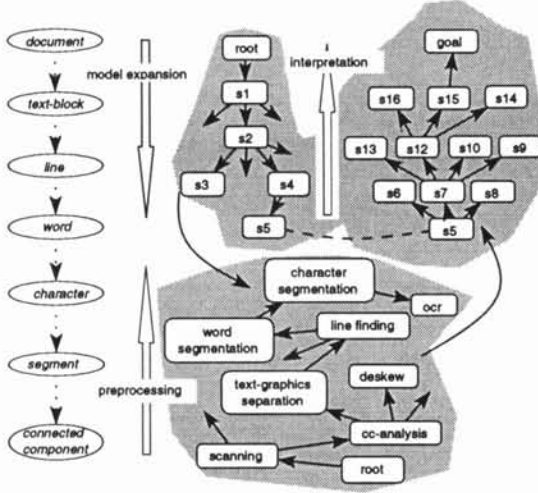 document
root
goal
model expansion
interpretation
text-block
s1
s16
s15
s14
s2
s13
s12
s10
s9
line
s3
s4
s6
s7
s8
word
s5
s5
character
segmentation
character
ocr
word
segmentation
line finding
segment
deskew
preprocessing
text-graphics
separation
connected
component
scanning
cc-analysis
root